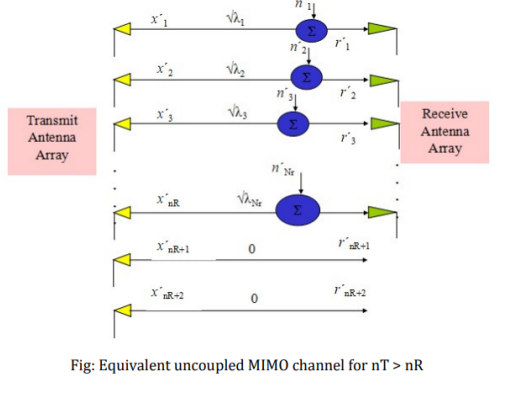 n´1
x´1 √λ1 Σ r´1
n´2
x´2 √λ2 Σ r´2
n´3
x´3 √λ3 Σ r´3
Transmit
Antenna
Array
Receive
Antenna
Array
n´Nr
x´nR √λNr Σ
x´nR+1 0 r´nR+1
x´nR+2 0 r´nR+2
Fig: Equivalent uncoupled MIMO channel for nT > nR